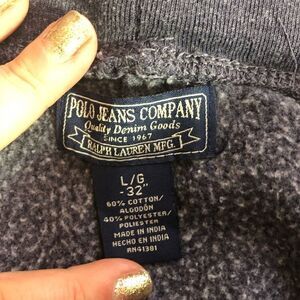 POLO JEANS COMPANY
Quality Denim Goods
SINCE 1967
RALPH LAUREN MFG.
L/G
-32"
60% COTTON/
ALGODÓN
40% POLYESTER/
POLIESTER
MADE IN INDIA
HECHO EN INDIA
RN41381